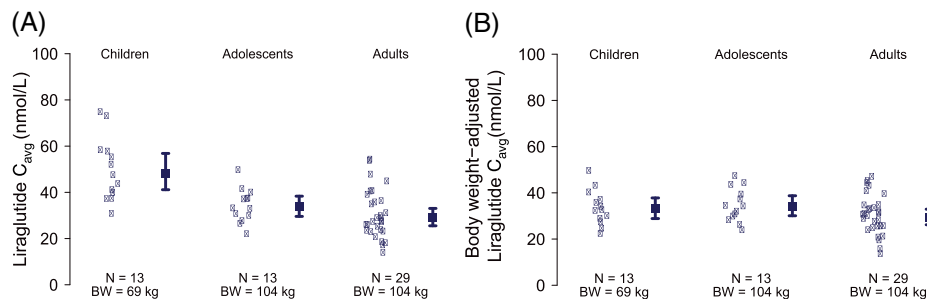 (A)
Liraglutide Cavg (nmol/L)
100
80
60
40
20
0
Children
Adolescents
Adults
N = 13
BW = 69 kg
N = 13
BW = 104 kg
N = 29
BW = 104 kg
(B)
Body weight−adjusted
Liraglutide Cavg(nmol/L)
100
80
60
40
20
0
Children
Adolescents
Adults
N = 13
BW = 69 kg
N = 13
BW = 104 kg
N = 29
BW = 104 kg